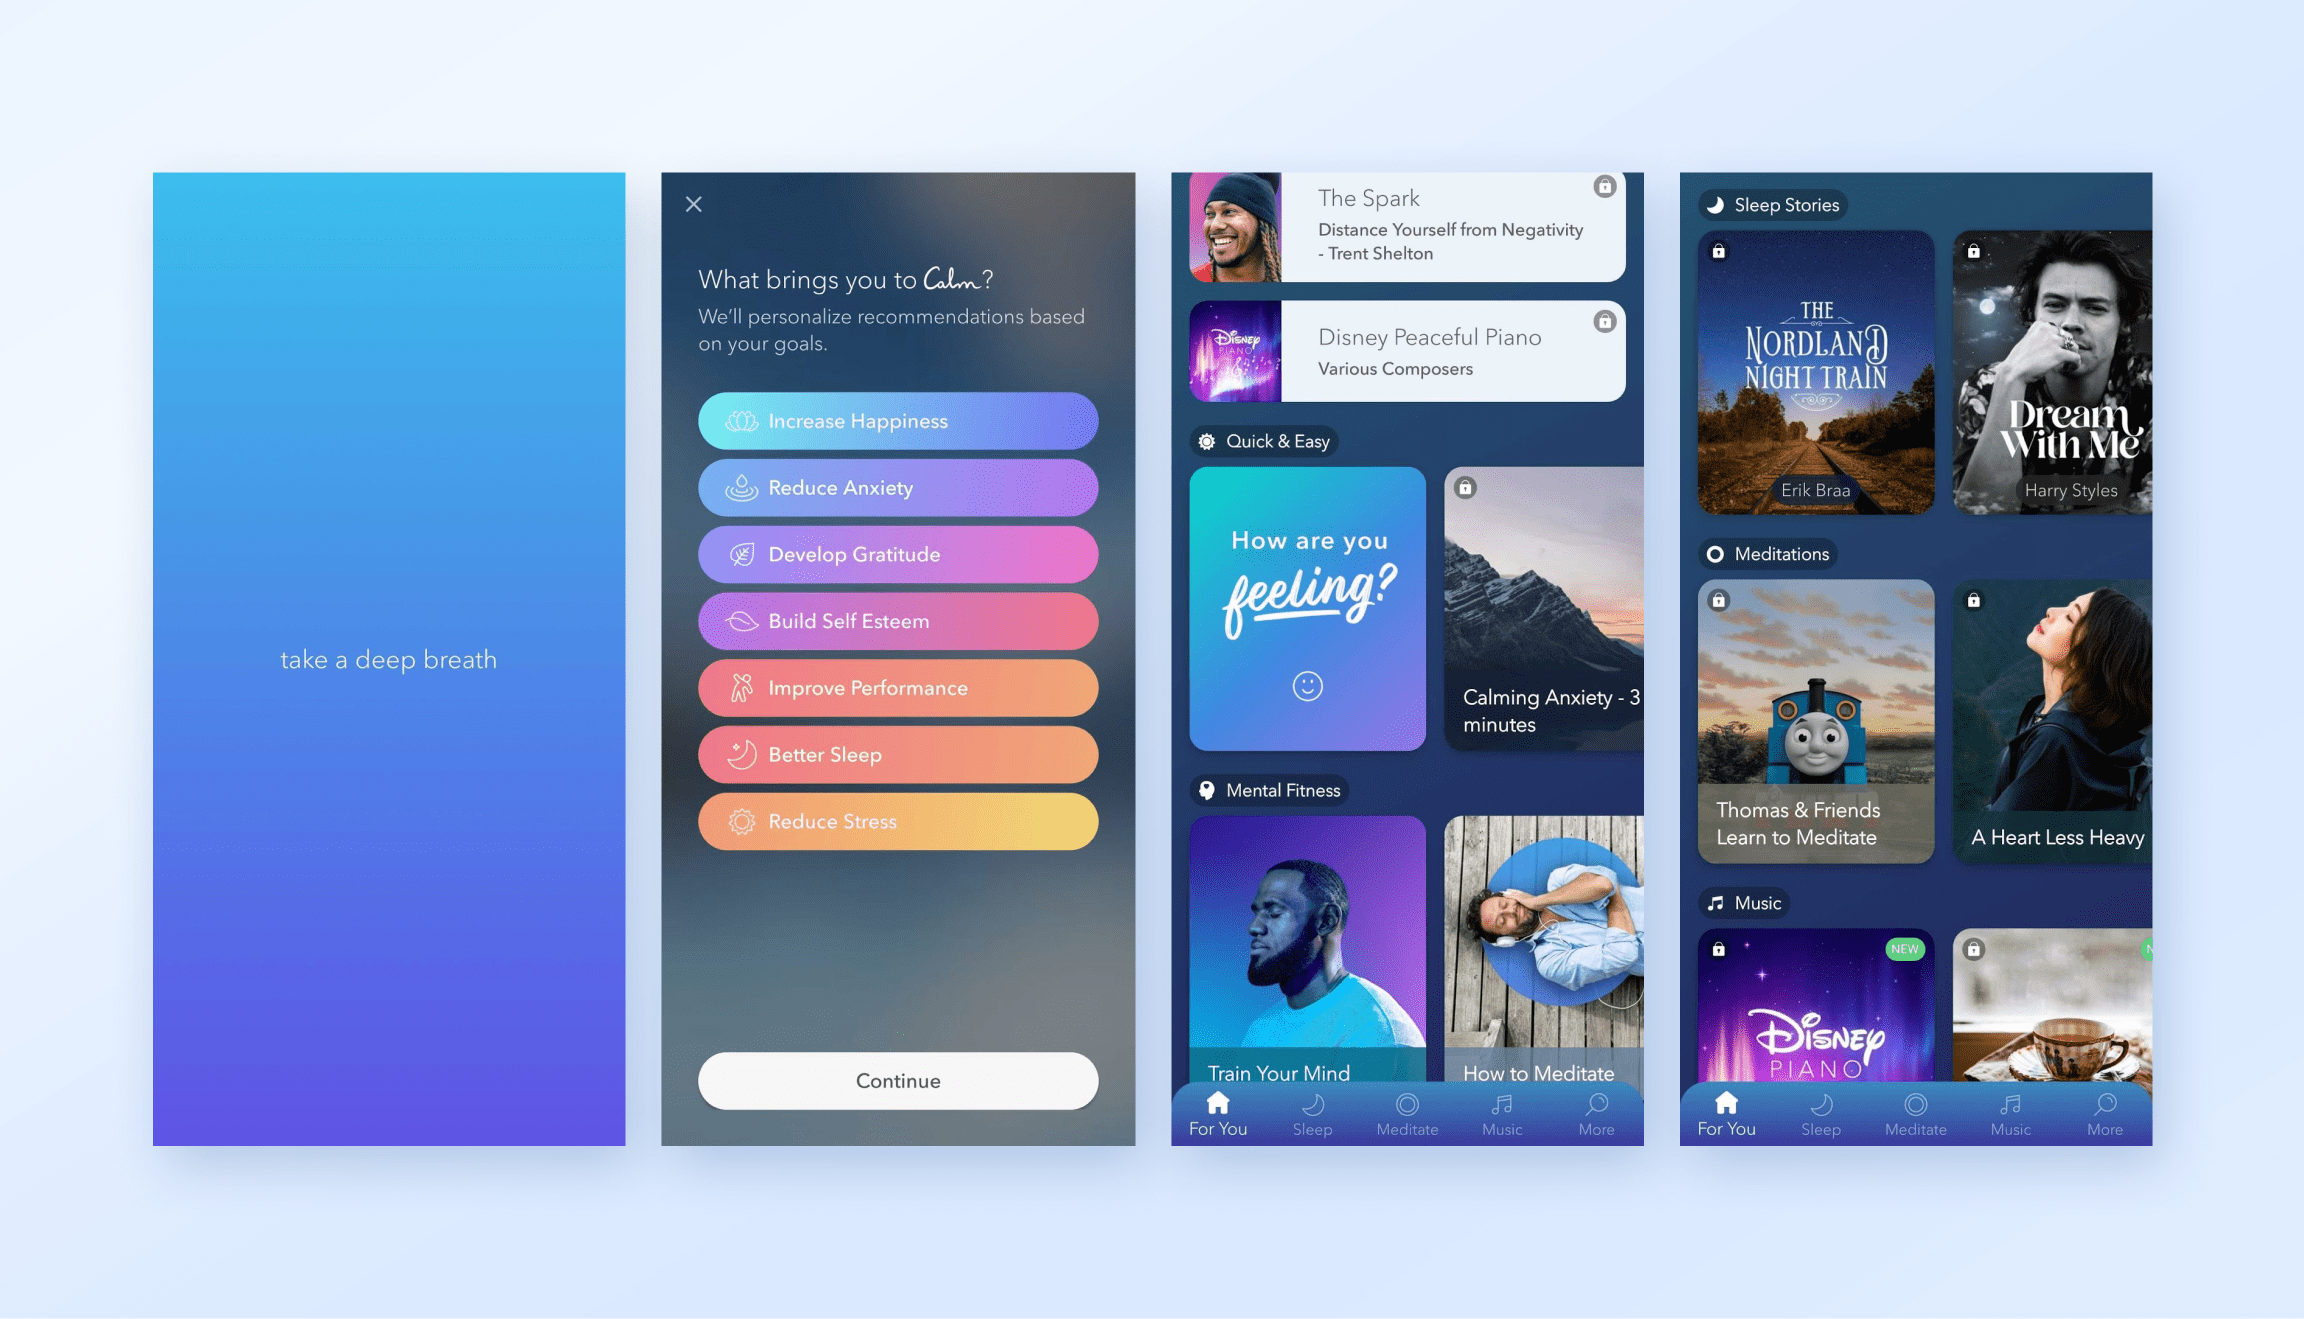 take a deep breath
What brings you to Calm?
We'll personalize recommendations based
on your goals.
Increase Happiness
Reduce Anxiety
Develop Gratitude
Build Self Esteem
Improve Performance
Better Sleep
Reduce Stress
Continue
The Spark
Distance Yourself from Negativity
- Trent Shelton
Disney
PIANO
Disney Peaceful Piano
Various Composers
Quick & Easy
How are you
feeling?
Calming Anxiety - 3
minutes
Mental Fitness
Train Your Mind
How to Meditate
For You
Sleep
Meditate
Music
More
Sleep Stories
THE
NORDLAND
NIGHT TRAIN
Erik Braa
Dream
With Me
Harry Styles
Meditations
Thomas & Friends
Learn to Meditate
A Heart Less Heavy
Music
NEW
N
Disney
PIANO
For You
Sleep
Meditate
Music
More